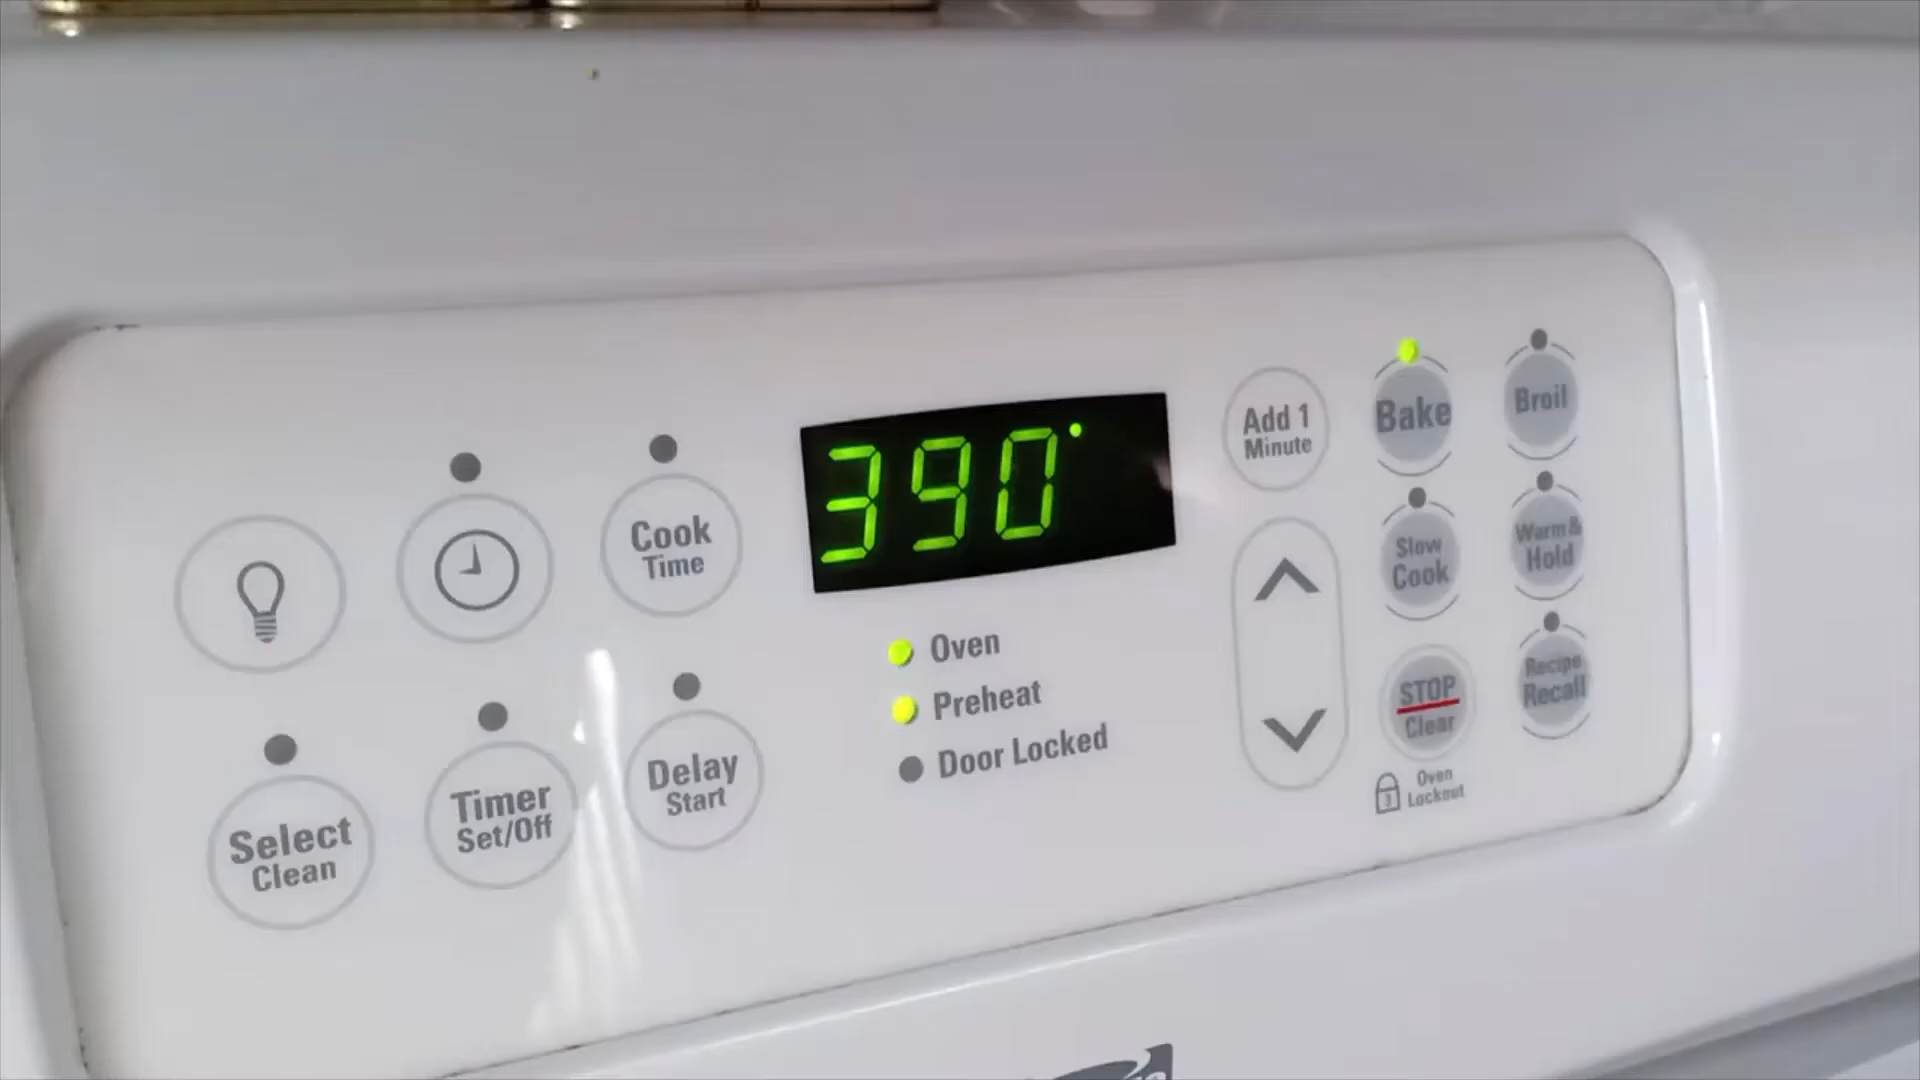 390°
Cook
Time
Select
Clean
Timer
Set/Off
Delay
Start
Oven
Preheat
Door Locked
Add 1
Minute
Bake
Broil
Slow
Cook
Warm &
Hold
STOP
Clear
Recipe
Recall
Oven
Lockout